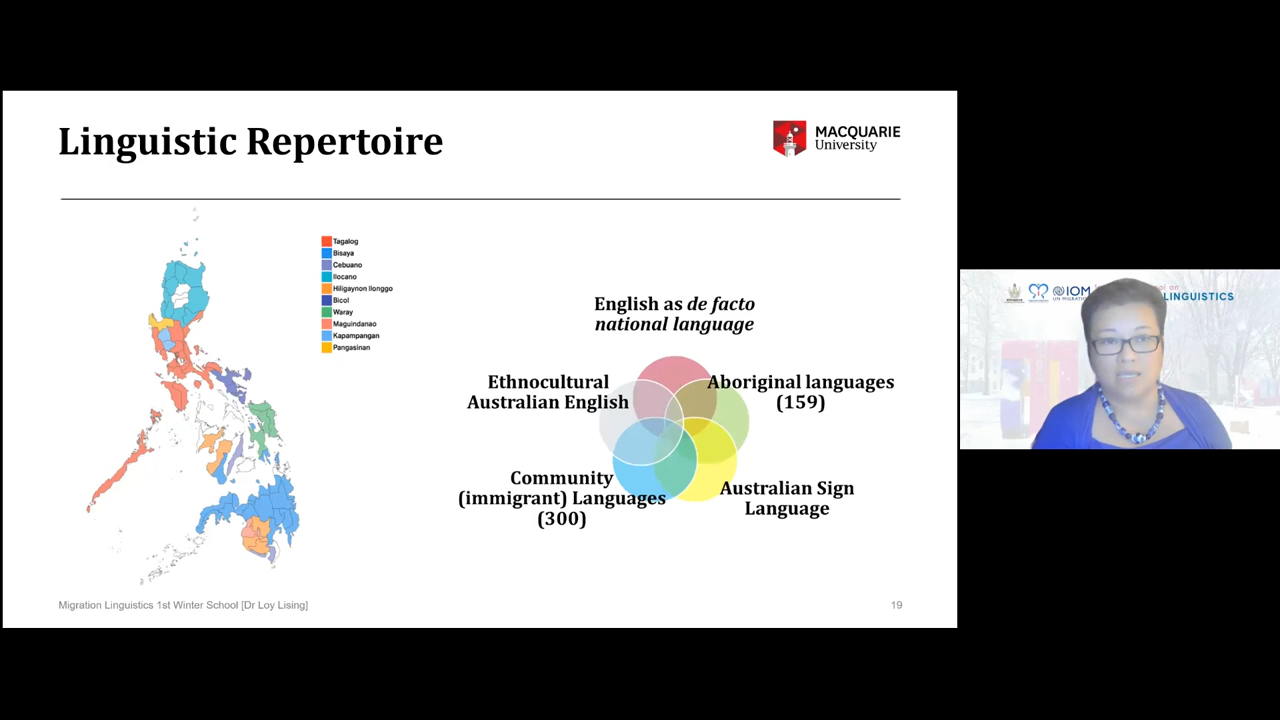 Linguistic Repertoire
MACQUARIE
University
Tagalog
Bisaya
Cebuano
Ilocano
Hiligaynon Ilonggo
Bicol
Waray
Maguindanao
Kapampangan
Pangasinan
English as de facto
national language
Ethnocultural
Australian English
Aboriginal languages
(159)
Community
(immigrant) Languages
(300)
Australian Sign
Language
Migration Linguistics 1st Winter School [Dr Loy Lising]
19
IOM
UN MIGRATION
LINGUISTICS